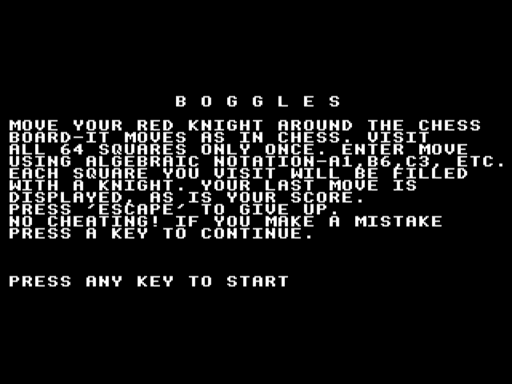 B O G G L E S
MOVE YOUR RED KNIGHT AROUND THE CHESS
BOARD-IT MOVES AS IN CHESS. VISIT
ALL 64 SQUARES ONLY ONCE. ENTER MOVE
USING ALGEBRAIC NOTATION-A1,B6,C3, ETC.
EACH SQUARE YOU VISIT WILL BE FILLED
WITH A KNIGHT. YOUR LAST MOVE IS
DISPLAYED, AS IS YOUR SCORE.
PRESS 'ESCAPE' TO GIVE UP.
NO CHEATING! IF YOU MAKE A MISTAKE
PRESS A KEY TO CONTINUE.
PRESS ANY KEY TO START